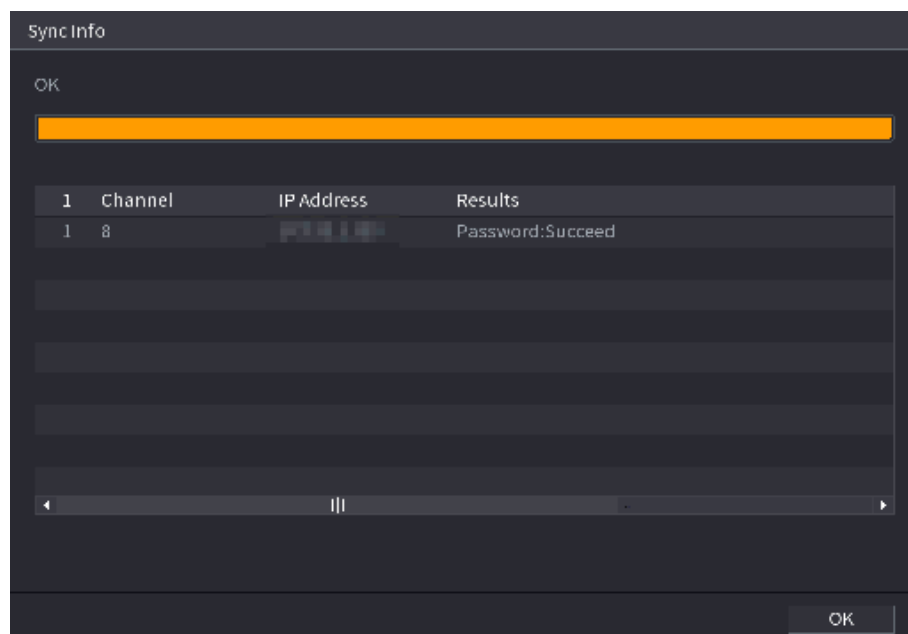 Sync Info
OK
1 Channel IP Address Results
1 8 Password:Succeed
OK